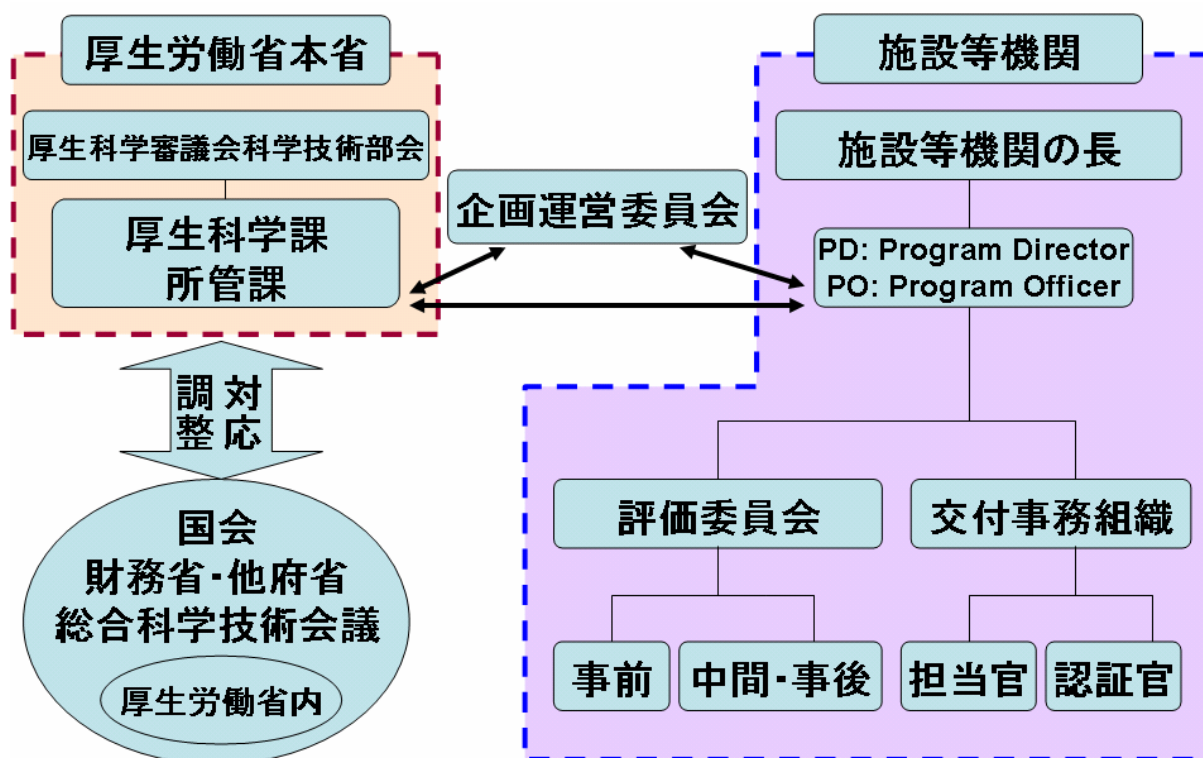 厚生労働省本省
厚生科学審議会科学技術部会
厚生科学課
所管課
企画運営委員会
施設等機関
施設等機関の長
PD: Program Director
PO: Program Officer
調整
対応
国会
財務省・他府省
総合科学技術会議
厚生労働省内
評価委員会
交付事務組織
事前
中間・事後
担当官
認証官